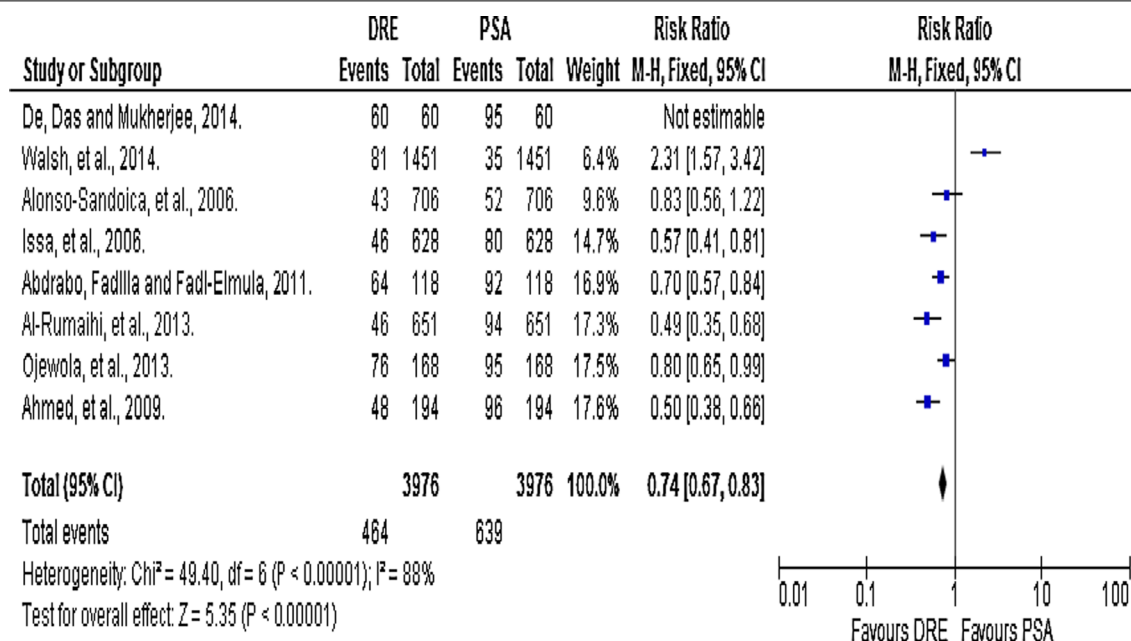 DRE PSA Risk Ratio Risk Ratio
Study or Subgroup Events Total Events Total Weight M-H, Fixed, 95% CI M-H, Fixed, 95% CI
De, Das and Mukherjee, 2014. 60 60 95 60 Not estimable
Walsh, et al., 2014. 81 1451 35 1451 6.4% 2.31 [1.57, 3.42]
Alonso-Sandoica, et al., 2006. 43 706 52 706 9.6% 0.83 [0.56, 1.22]
Issa, et al., 2006. 46 628 80 628 14.7% 0.57 [0.41, 0.81]
Abdrabo, Fadllla and Fadl-Elmula, 2011. 64 118 92 118 16.9% 0.70 [0.57, 0.84]
Al-Rumaihi, et al., 2013. 46 651 94 651 17.3% 0.49 [0.35, 0.68]
Ojewola, et al., 2013. 76 168 95 168 17.5% 0.80 [0.65, 0.99]
Ahmed, et al., 2009. 48 194 96 194 17.6% 0.50 [0.38, 0.66]
Total (95% CI) 3976 3976 100.0% 0.74 [0.67, 0.83]
Total events 464 639
Heterogeneity: Chi² = 49.40, df = 6 (P < 0.00001); I² = 88%
Test for overall effect: Z = 5.35 (P < 0.00001)
0.01 0.1 1 10 100
Favours DRE Favours PSA